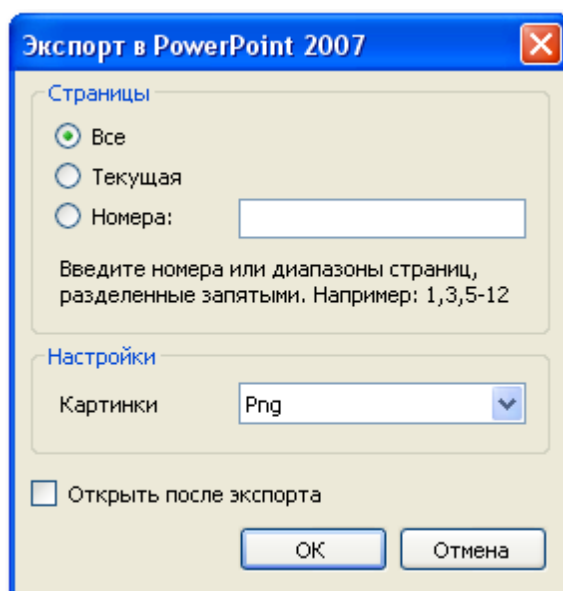 Экспорт в PowerPoint 2007
Страницы
Все
Текущая
Номера:
Введите номера или диапазоны страниц,
разделенные запятыми. Например: 1,3,5-12
Настройки
Картинки Png
Открыть после экспорта
ОК Отмена